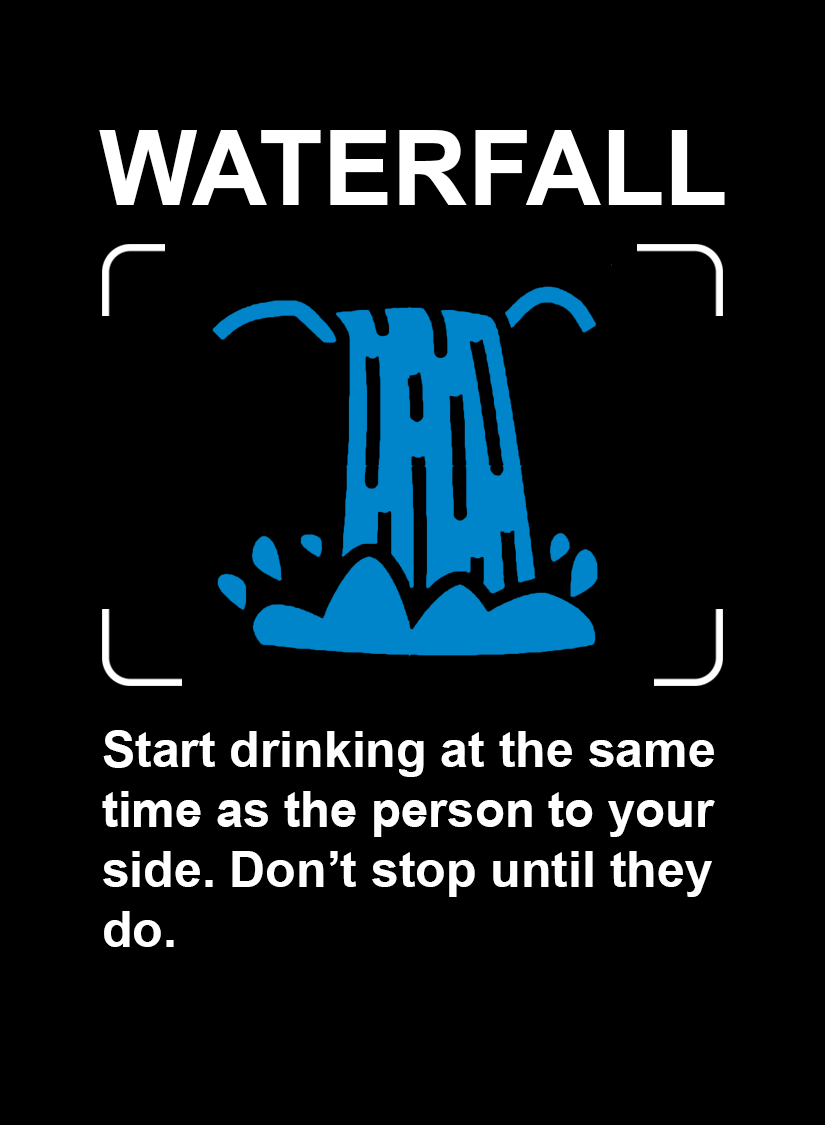 WATERFALL
Start drinking at the same
time as the person to your
side. Don’t stop until they
do.